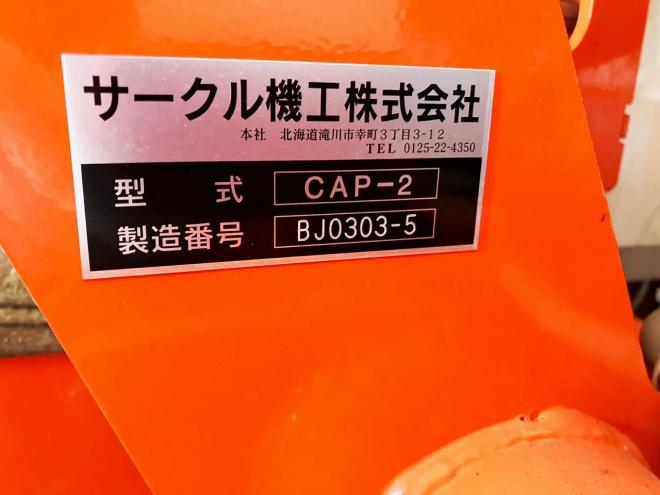 サークル機工株式会社
本社 北海道滝川市幸町3丁目3-12
TEL 0125-22-4350
型式 CAP-2
製造番号 BJ0303-5